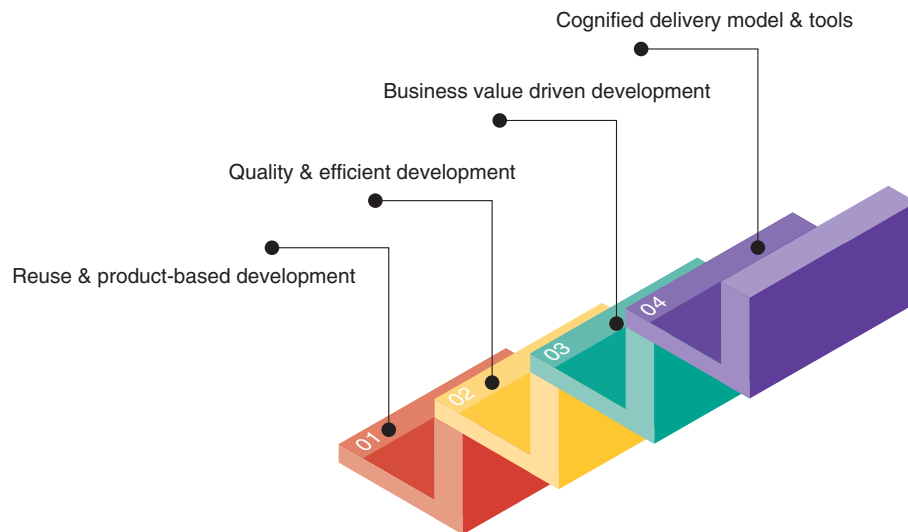 Cognified delivery model & tools
Business value driven development
Quality & efficient development
Reuse & product-based development
04
03
02
01